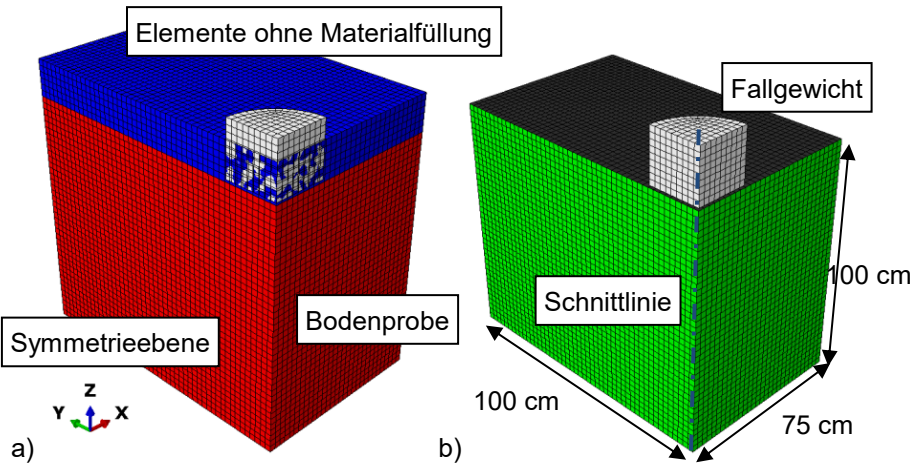 Elemente ohne Materialfüllung
Fallgewicht
100 cm
Schnittlinie
Bodenprobe
Symmetrieebene
Z
Y
X
100 cm
75 cm
a)
b)